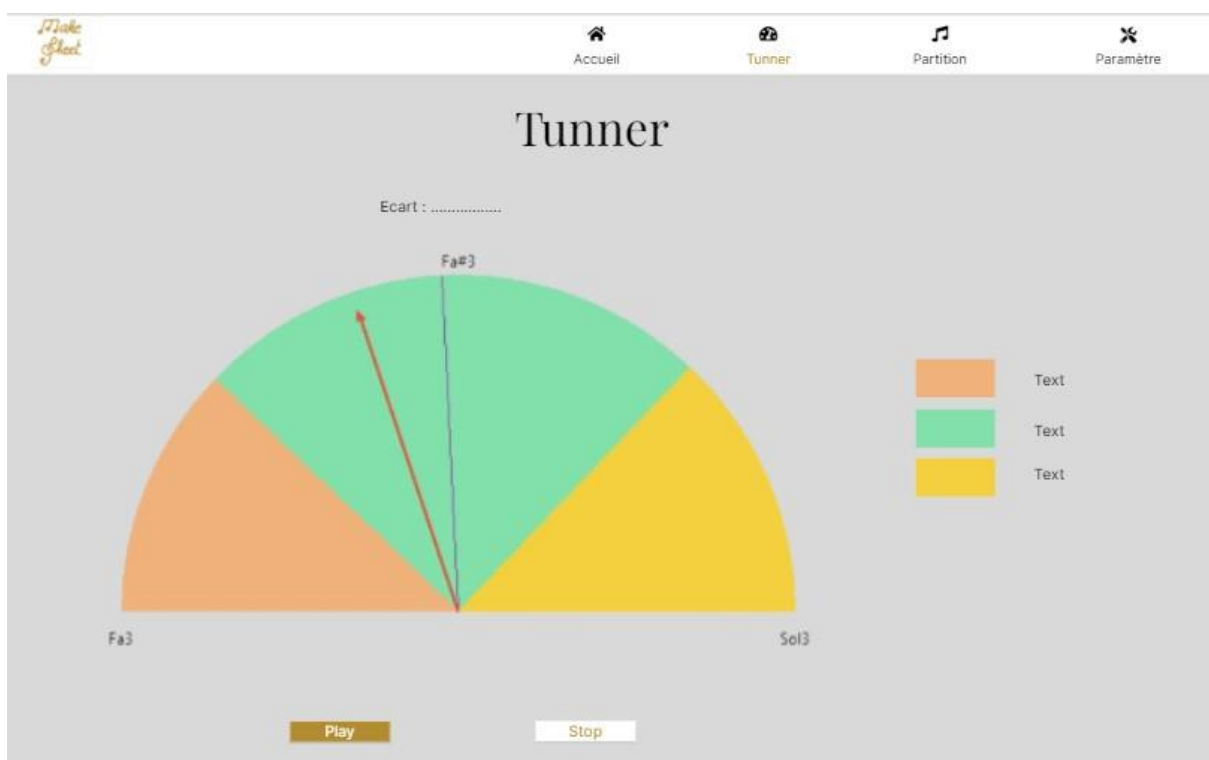 Make
Sheet
Accueil
Tunner
Partition
Paramètre
Tunner
Ecart : .................
Fa#3
Text
Text
Text
Fa3
Sol3
Play
Stop